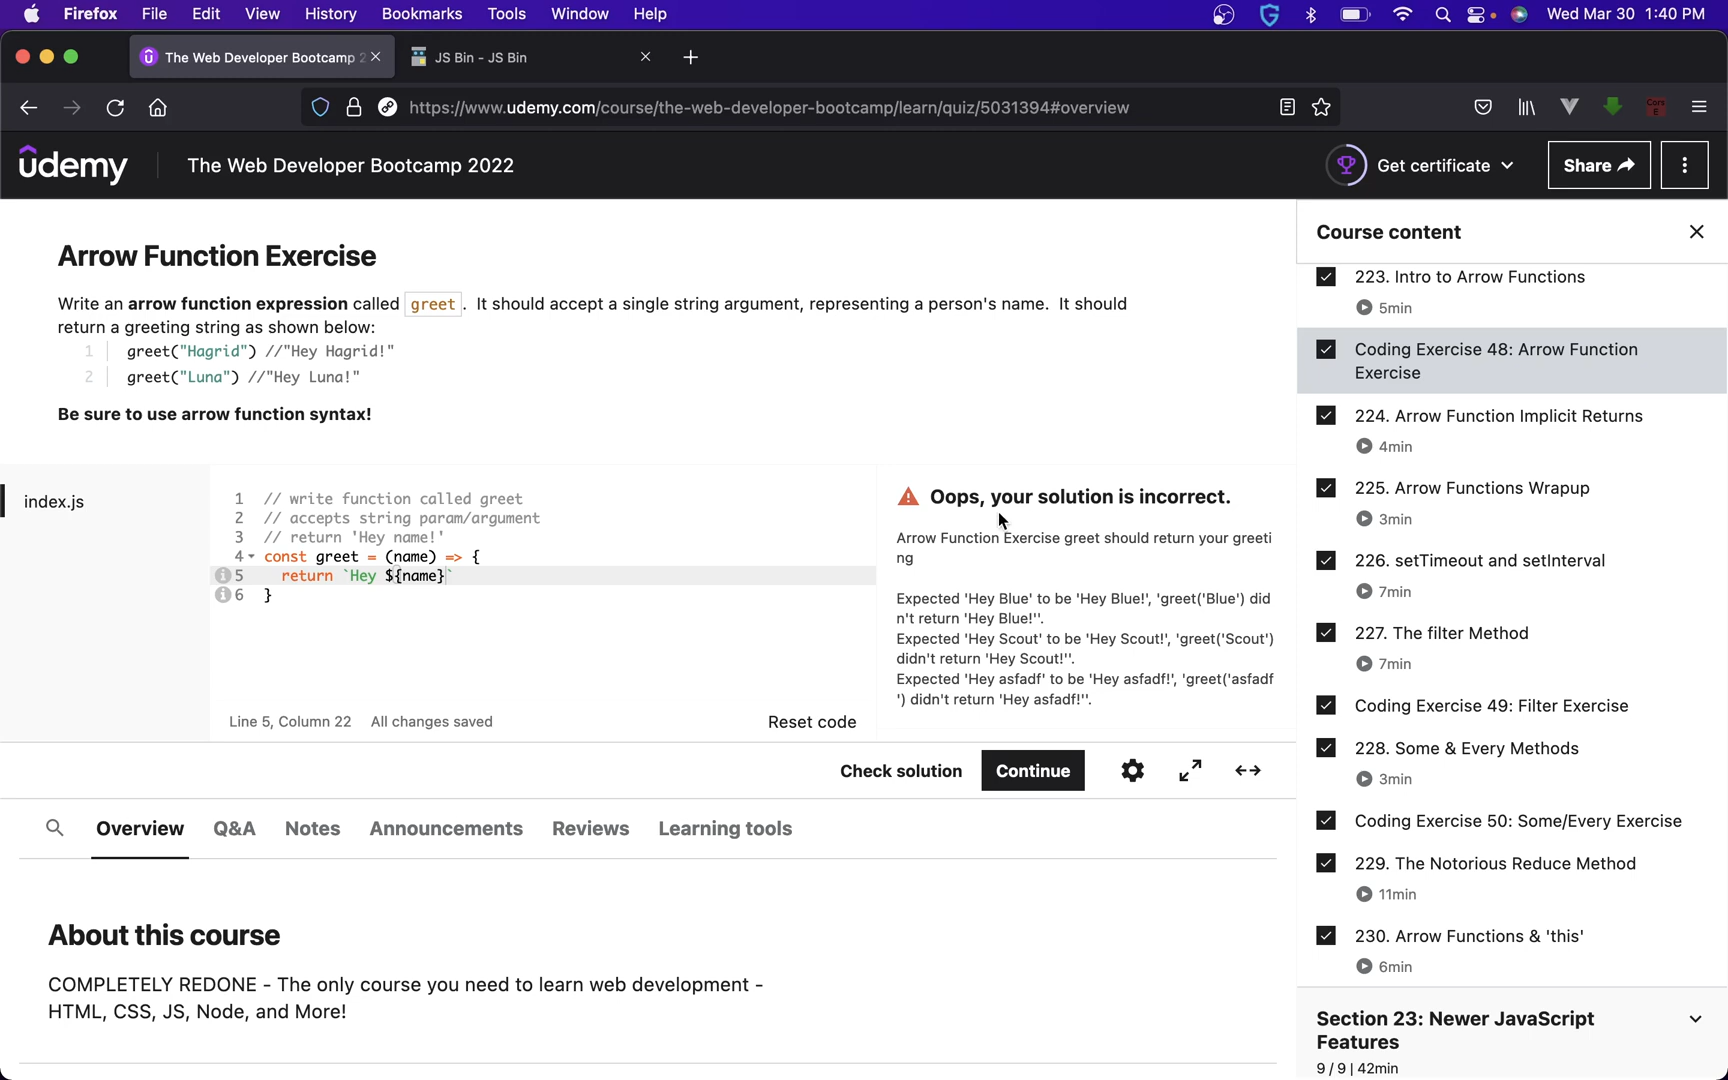 Firefox File Edit View History Bookmarks Tools Window Help Wed Mar 30 1:40 PM
The Web Developer Bootcamp 2 JS Bin - JS Bin
https://www.udemy.com/course/the-web-developer-bootcamp/learn/quiz/5031394#overview
udemy The Web Developer Bootcamp 2022 Get certificate Share
Arrow Function Exercise
Write an arrow function expression called greet. It should accept a single string argument, representing a person's name. It should
return a greeting string as shown below:
1 greet("Hagrid") //"Hey Hagrid!"
2 greet("Luna") //"Hey Luna!"
Be sure to use arrow function syntax!
index.js
1 // write function called greet
2 // accepts string param/argument
3 // return 'Hey name!'
4 const greet = (name) => {
5 return `Hey ${name}`
6 }
Line 5, Column 22 All changes saved Reset code
Oops, your solution is incorrect.
Arrow Function Exercise greet should return your greeti
ng
Expected 'Hey Blue' to be 'Hey Blue!', 'greet('Blue') did
n't return 'Hey Blue!''.
Expected 'Hey Scout' to be 'Hey Scout!', 'greet('Scout')
didn't return 'Hey Scout!''.
Expected 'Hey asfadf' to be 'Hey asfadf!', 'greet('asfadf
') didn't return 'Hey asfadf!''.
Check solution Continue
Overview Q&A Notes Announcements Reviews Learning tools
About this course
COMPLETELY REDONE - The only course you need to learn web development -
HTML, CSS, JS, Node, and More!
Course content
223. Intro to Arrow Functions
5min
Coding Exercise 48: Arrow Function
Exercise
224. Arrow Function Implicit Returns
4min
225. Arrow Functions Wrapup
3min
226. setTimeout and setInterval
7min
227. The filter Method
7min
Coding Exercise 49: Filter Exercise
228. Some & Every Methods
3min
Coding Exercise 50: Some/Every Exercise
229. The Notorious Reduce Method
11min
230. Arrow Functions & 'this'
6min
Section 23: Newer JavaScript
Features
9 / 9 | 42min